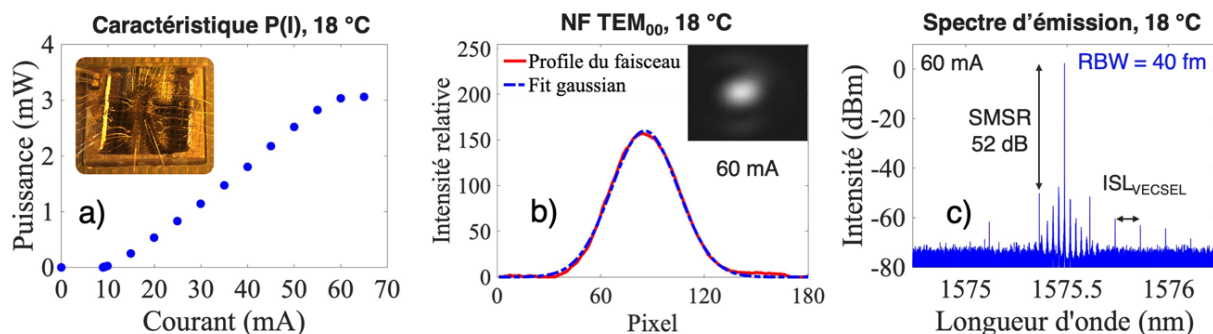 Caractéristique P(I), 18 °C
Puissance (mW)
4
3
2
1
0
a)
0 10 20 30 40 50 60 70
Courant (mA)
NF TEM00, 18 °C
Intensité relative
250
200
150
100
50
0
Profile du faisceau
Fit gaussian
60 mA
b)
0 60 120 140 180
Pixel
Spectre d’émission, 18 °C
Intensité (dBm)
0
-20
-40
-60
-80
60 mA
RBW = 40 fm
SMSR
52 dB
ISLVECSEL
c)
1575 1575.5 1576
Longueur d'onde (nm)